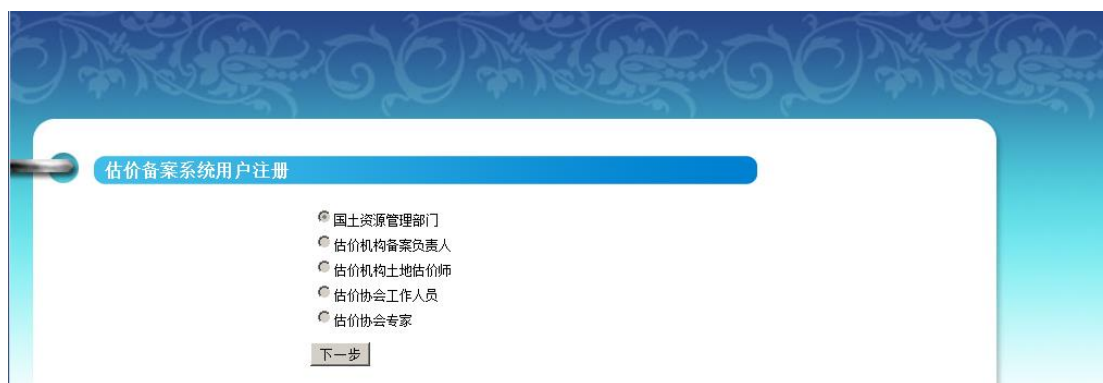 估价备案系统用户注册
国土资源管理部门
估价机构备案负责人
估价机构土地估价师
估价协会工作人员
估价协会专家
下一步